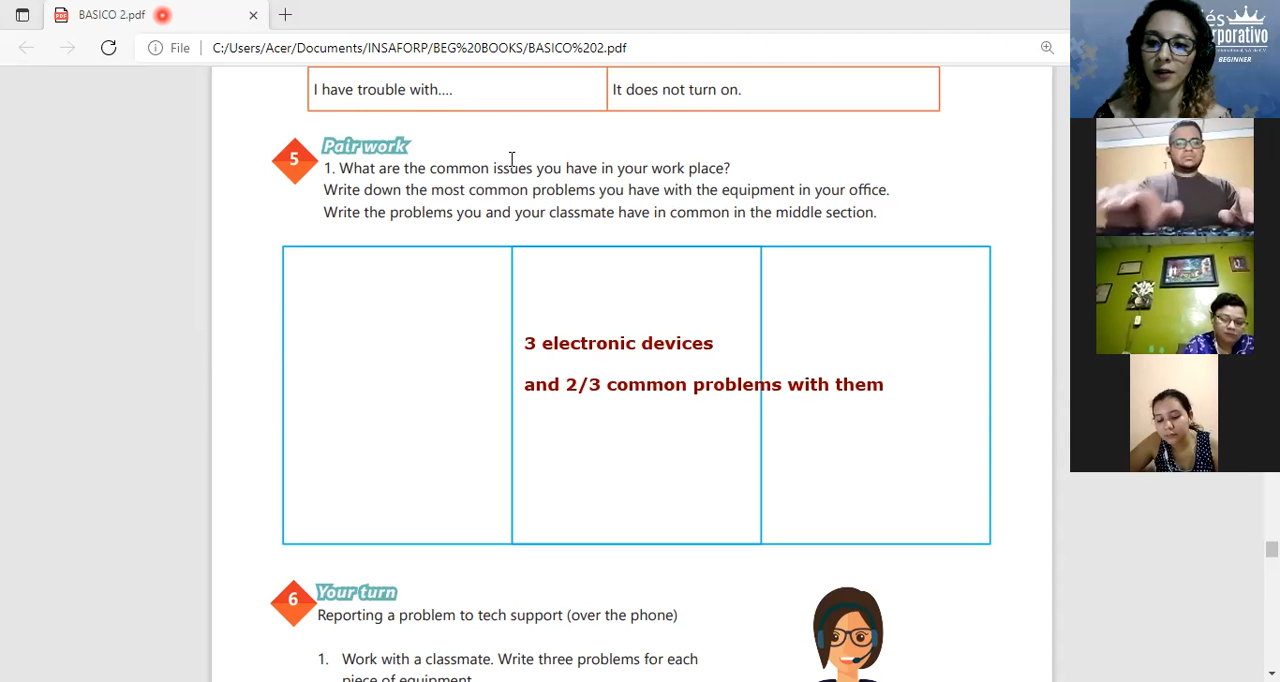 BASICO 2.pdf
File
C:/Users/Acer/Documents/INSAFORP/BEG%20BOOKS/BASICO%202.pdf
I have trouble with....
It does not turn on.
5
Pair work
1. What are the common issues you have in your work place?
Write down the most common problems you have with the equipment in your office.
Write the problems you and your classmate have in common in the middle section.
3 electronic devices
and 2/3 common problems with them
6
Your turn
Reporting a problem to tech support (over the phone)
1. Work with a classmate. Write three problems for each
piece of equipment
BEGINNER